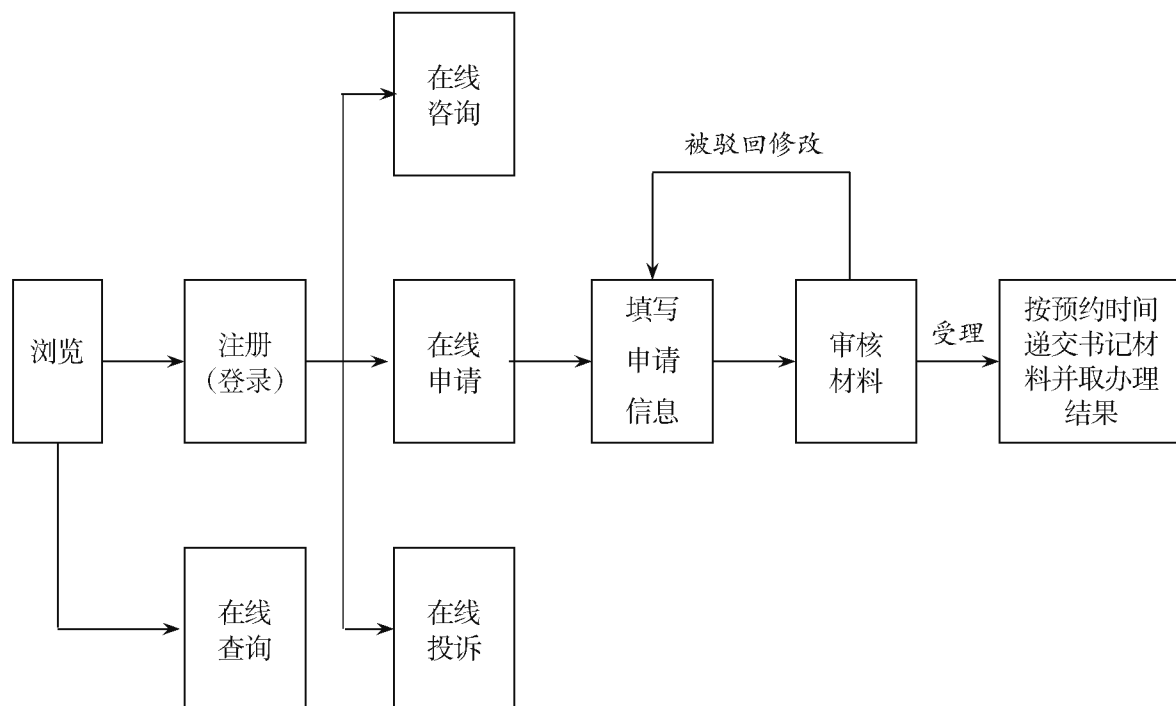 在线
咨询
被驳回修改
浏览
注册
（登录）
在线
申请
填写
申请
信息
审核
材料
受理
按预约时间
递交书记材
料并取办理
结果
在线
查询
在线
投诉